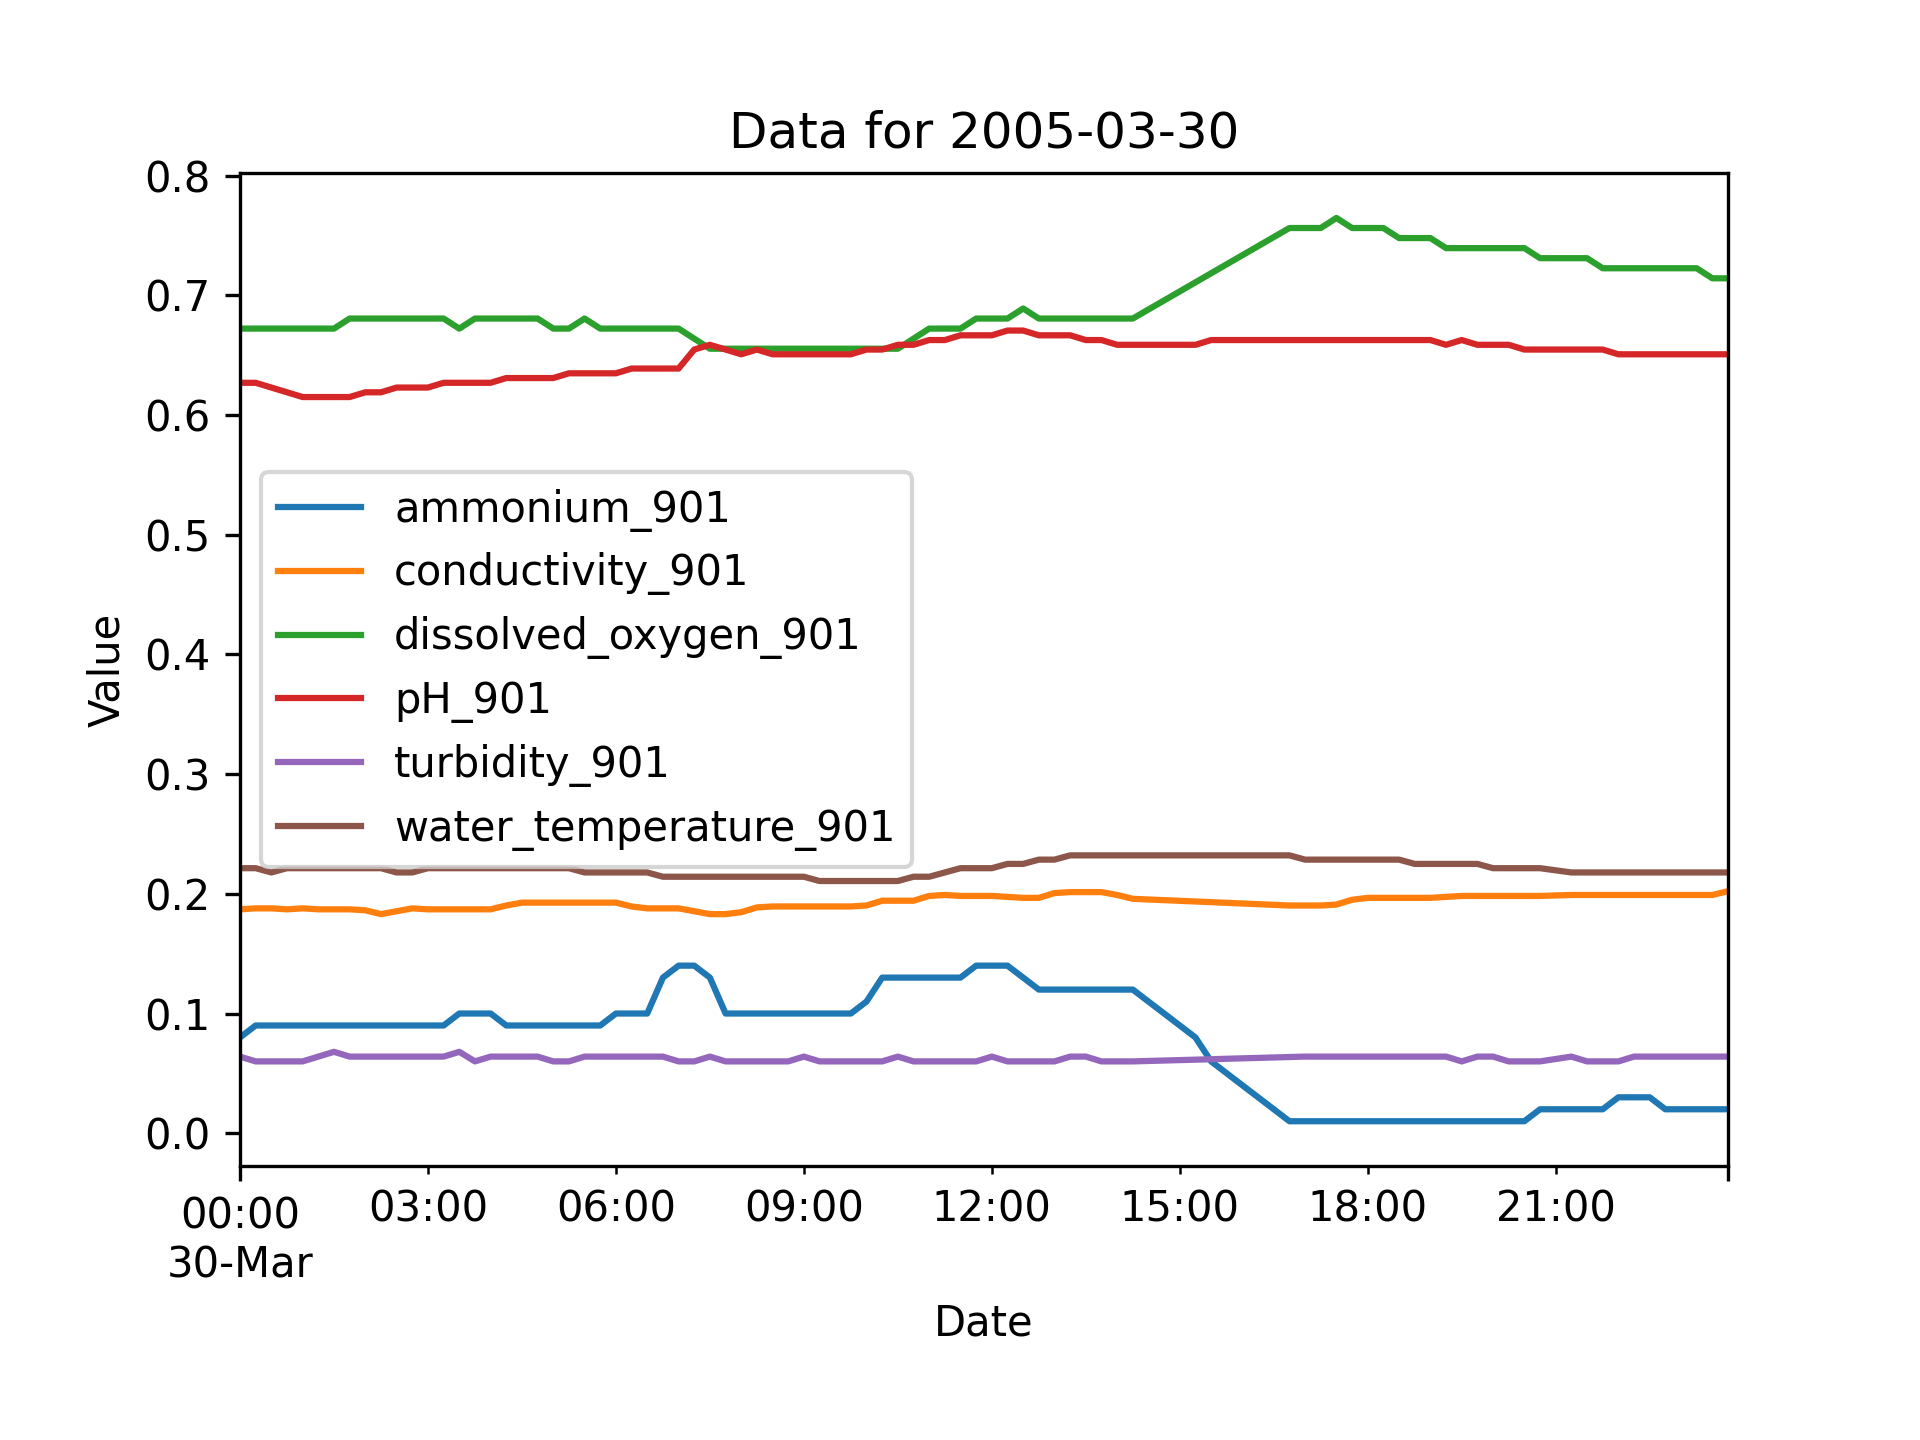 Data for 2005-03-30
0.8
0.7
0.6
0.5
0.4
0.3
0.2
0.1
0.0
Value
ammonium_901
conductivity_901
dissolved_oxygen_901
pH_901
turbidity_901
water_temperature_901
00:00 03:00 06:00 09:00 12:00 15:00 18:00 21:00
30-Mar
Date